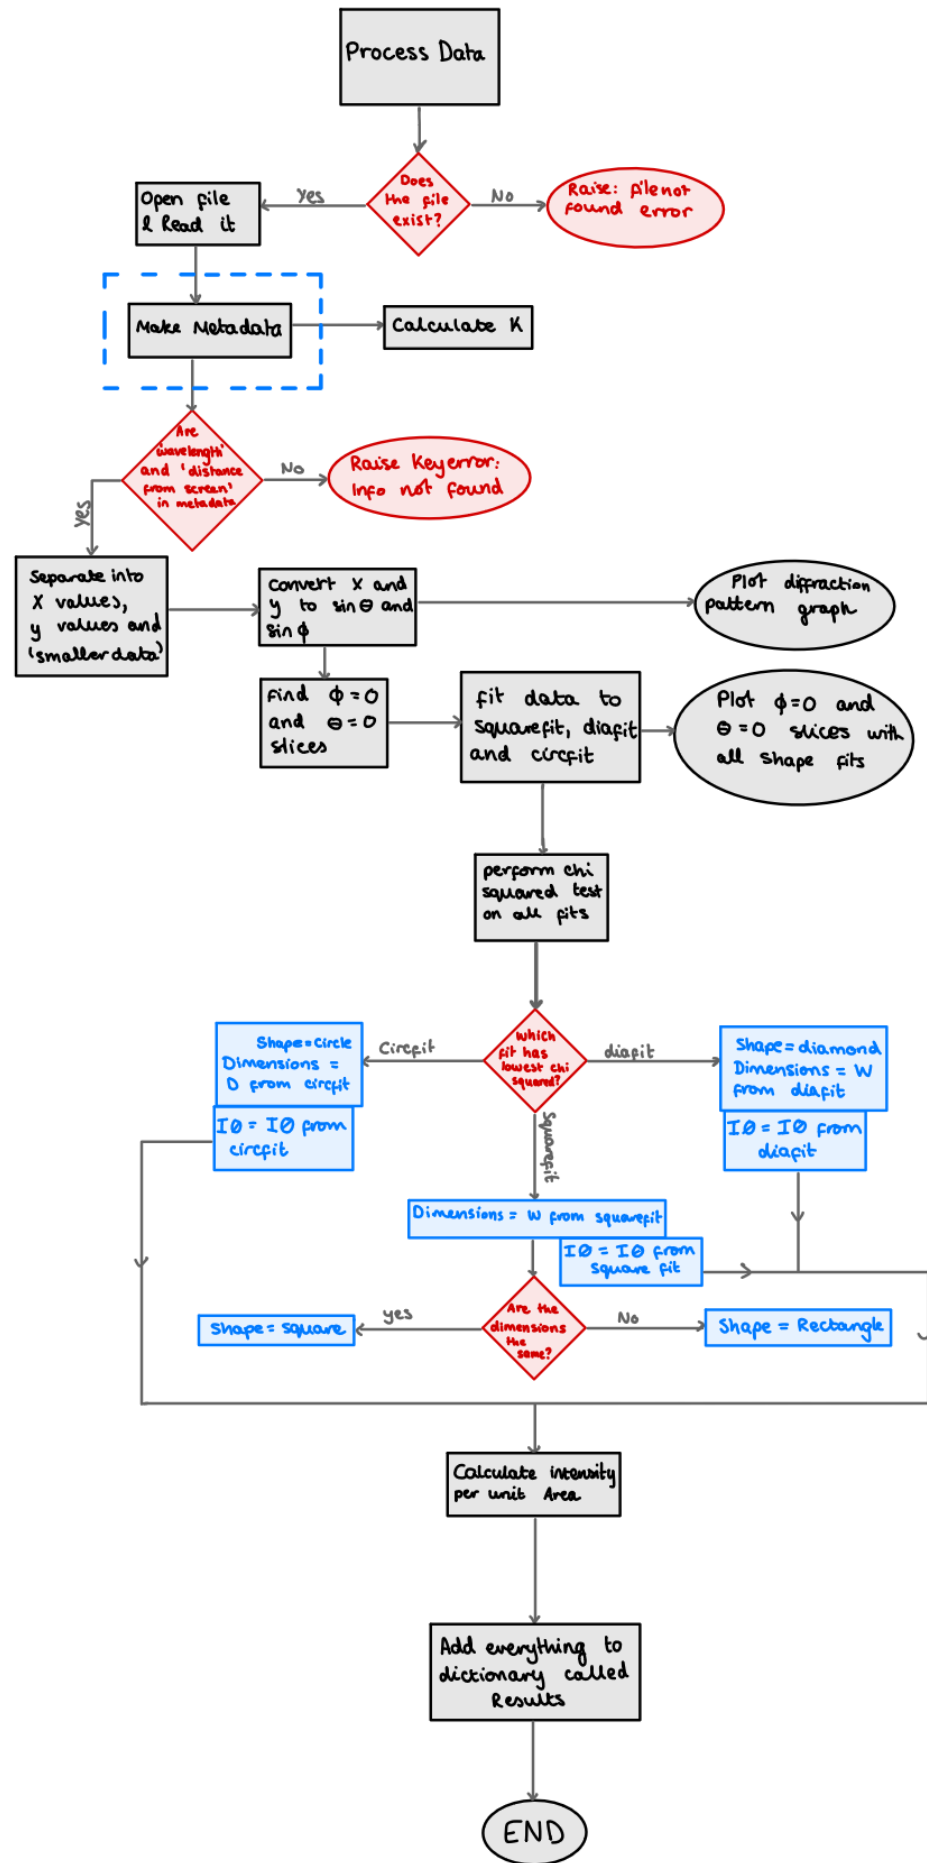 Process Data
Does
the file
exist?
Yes
No
Raise: file not
found error
Open file
& Read it
Make Metadata
Calculate K
Are
'wavelength'
and 'distance
from screen'
in metadata
No
Yes
Raise Keyerror:
Info not found
Separate into
X values,
y values and
'smaller data'
Convert X and
y to sin Θ and
sin ϕ
Plot diffraction
pattern graph
find ϕ=0
and Θ=0
slices
fit data to
squarefit, diafit
and circfit
Plot ϕ=0 and
Θ=0 slices with
all shape fits
perform chi
squared test
on all fits
Which
fit has
lowest chi
squared?
Circfit
diafit
squarefit
Shape=Circle
Dimensions =
D from circfit
IØ = IØ from
circfit
Shape=diamond
Dimensions = W
from diafit
IØ = IØ from
diafit
Dimensions = W from squarefit
IØ = IØ from
square fit
Are the
dimensions
the
same?
yes
No
Shape=square
Shape = Rectangle
Calculate intensity
per unit Area
Add everything to
dictionary called
Results
END